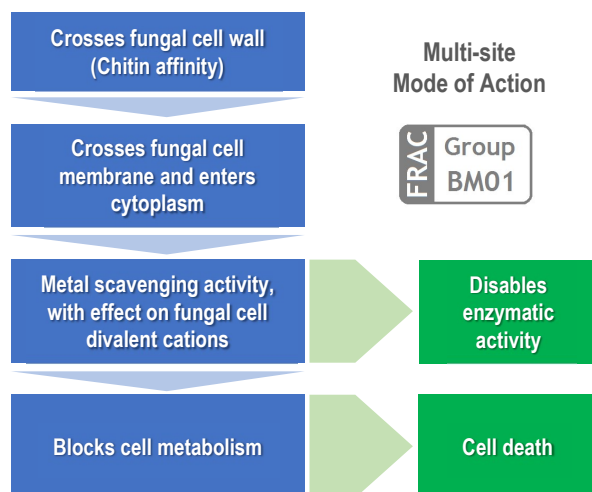 Crosses fungal cell wall
(Chitin affinity)
Multi-site
Mode of Action
FRAC
Group
BM01
Crosses fungal cell
membrane and enters
cytoplasm
Metal scavenging activity,
with effect on fungal cell
divalent cations
Disables
enzymatic
activity
Blocks cell metabolism
Cell death